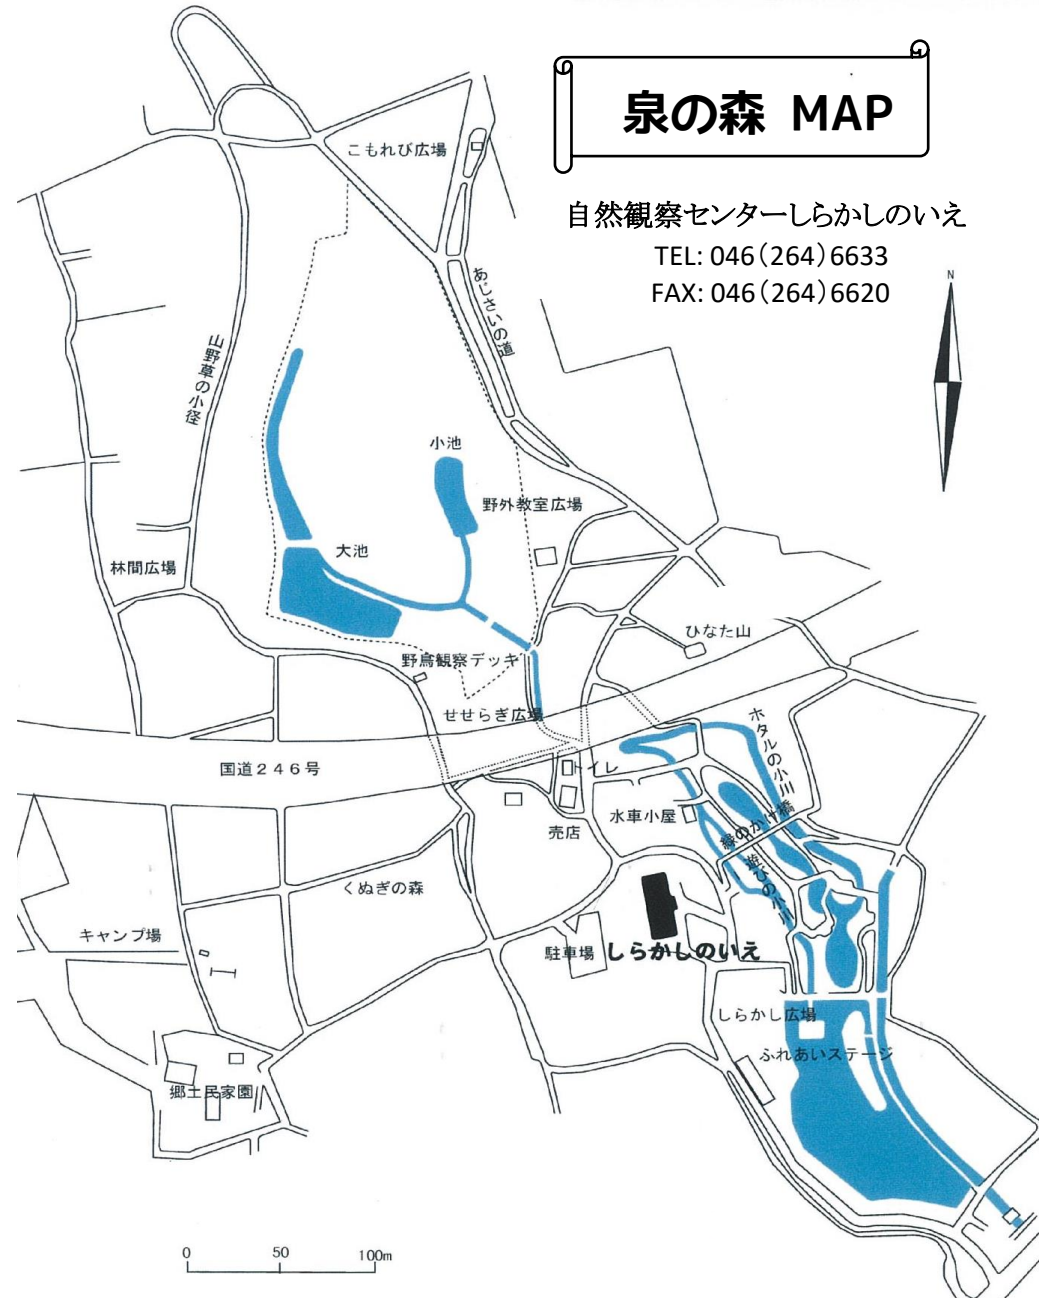 泉の森 MAP
自然観察センターしらかしのいえ
TEL: 046(264)6633
FAX: 046(264)6620
N
こもれび広場
あじさいの道
山野草の小径
小池
野外教室広場
大池
林間広場
ひなた山
野鳥観察デッキ
せせらぎ広場
ホタルの小川
国道246号
トイレ
水車小屋
緑のかけ橋
売店
遊びの小川
くぬぎの森
キャンプ場
駐車場
しらかしのいえ
しらかし広場
ふれあいステージ
郷土民家園
0 50 100m